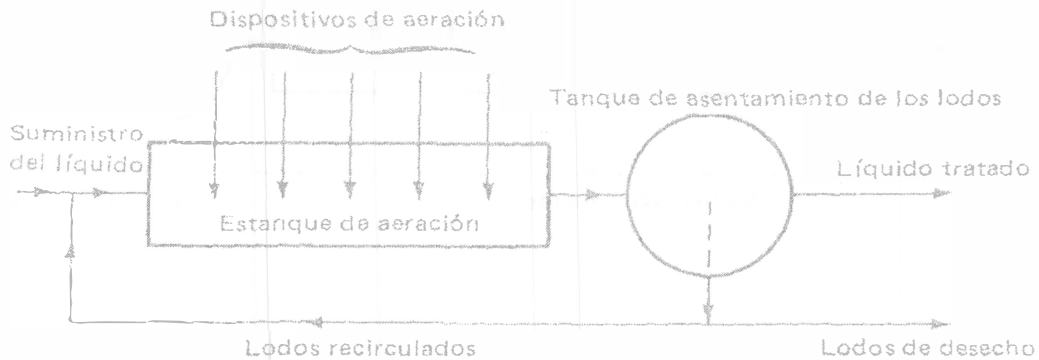 Dispositivos de aeración
Tanque de asentamiento de los lodos
Suministro
del líquido
Líquido tratado
Estanque de aeración
Lodos recirculados
Lodos de desecho